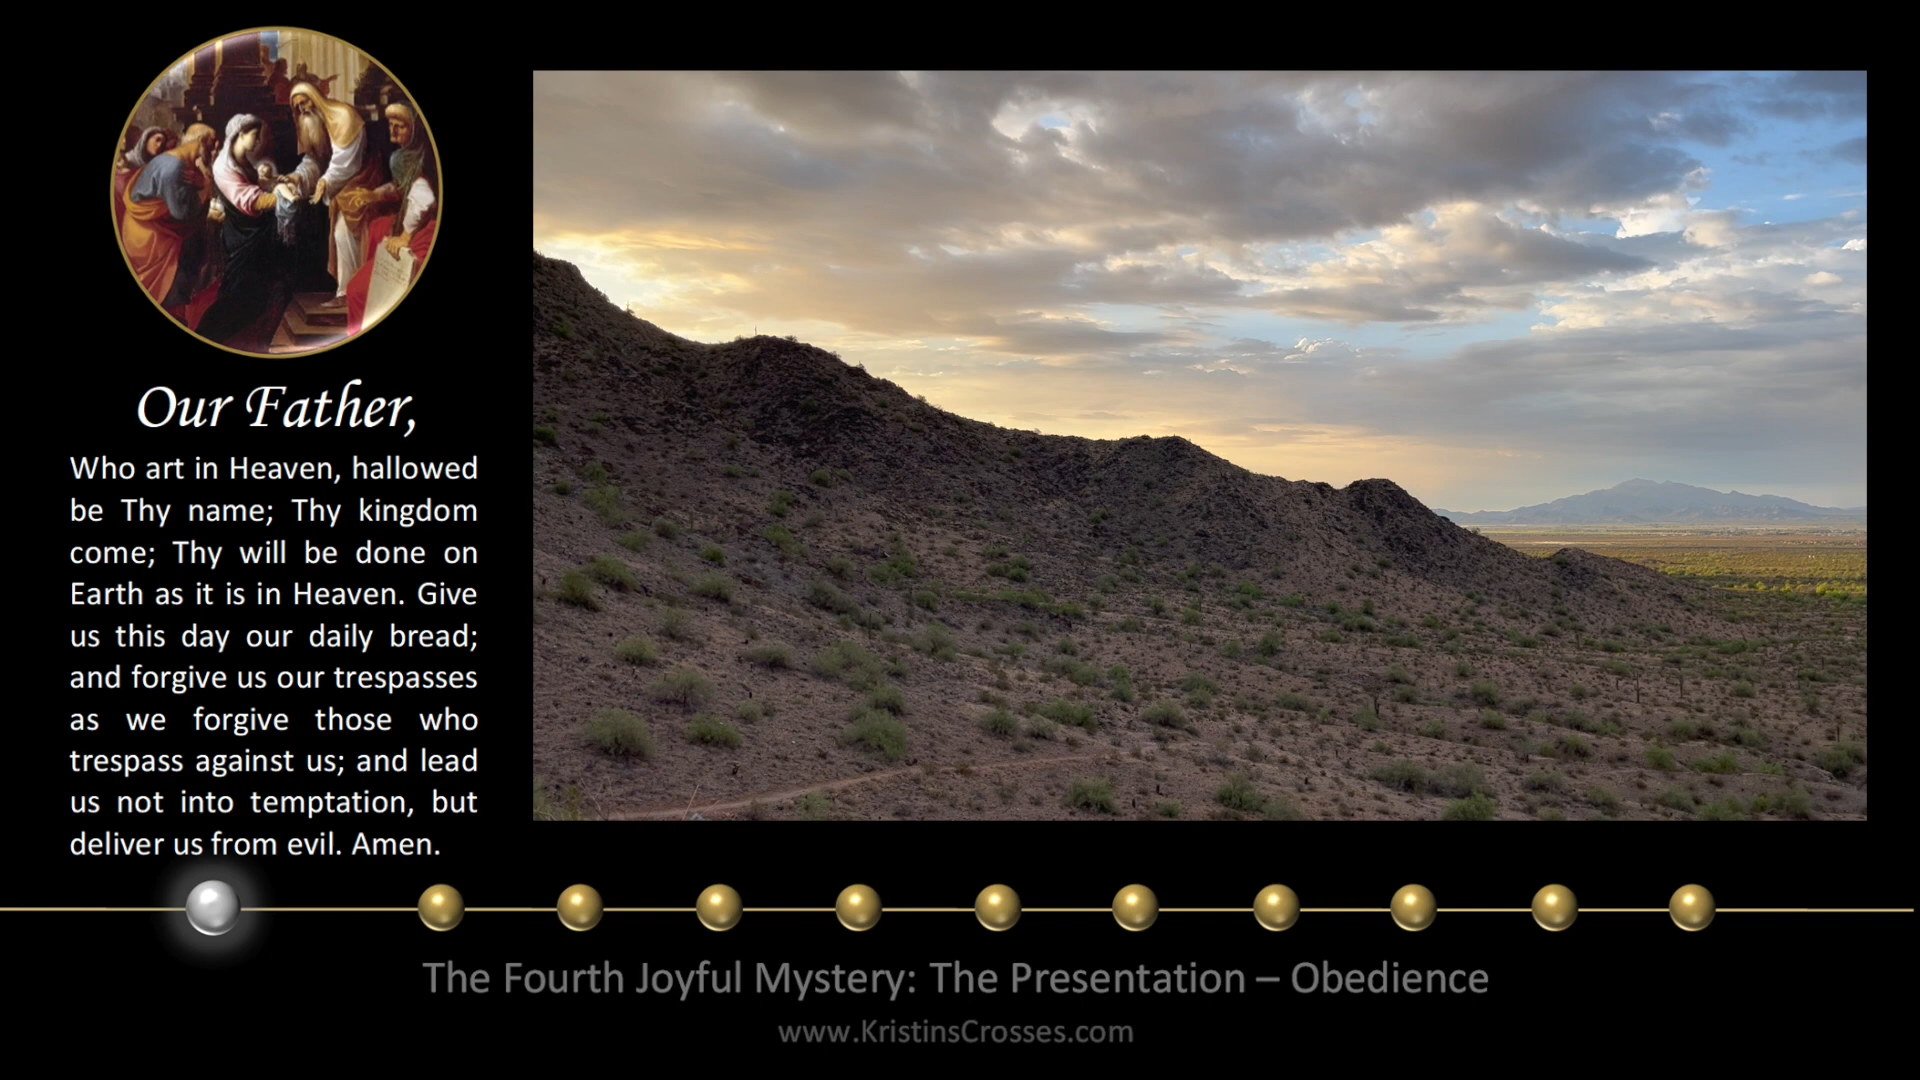 Our Father,
Who art in Heaven, hallowed
be Thy name; Thy kingdom
come; Thy will be done on
Earth as it is in Heaven. Give
us this day our daily bread;
and forgive us our trespasses
as we forgive those who
trespass against us; and lead
us not into temptation, but
deliver us from evil. Amen.
The Fourth Joyful Mystery: The Presentation – Obedience
www.KristinsCrosses.com